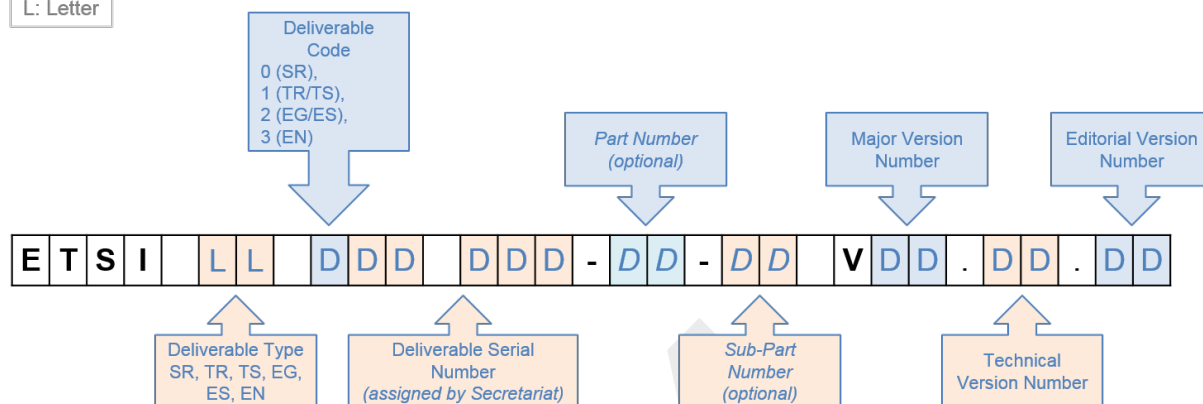 L: Letter
Deliverable
Code
0 (SR),
1 (TR/TS),
2 (EG/ES),
3 (EN)
Part Number
(optional)
Major Version
Number
Editorial Version
Number
E T S I L L D D D D D D - D D - D D V D D . D D . D D
Deliverable Type
SR, TR, TS, EG,
ES, EN
Deliverable Serial
Number
(assigned by Secretariat)
Sub-Part
Number
(optional)
Technical
Version Number